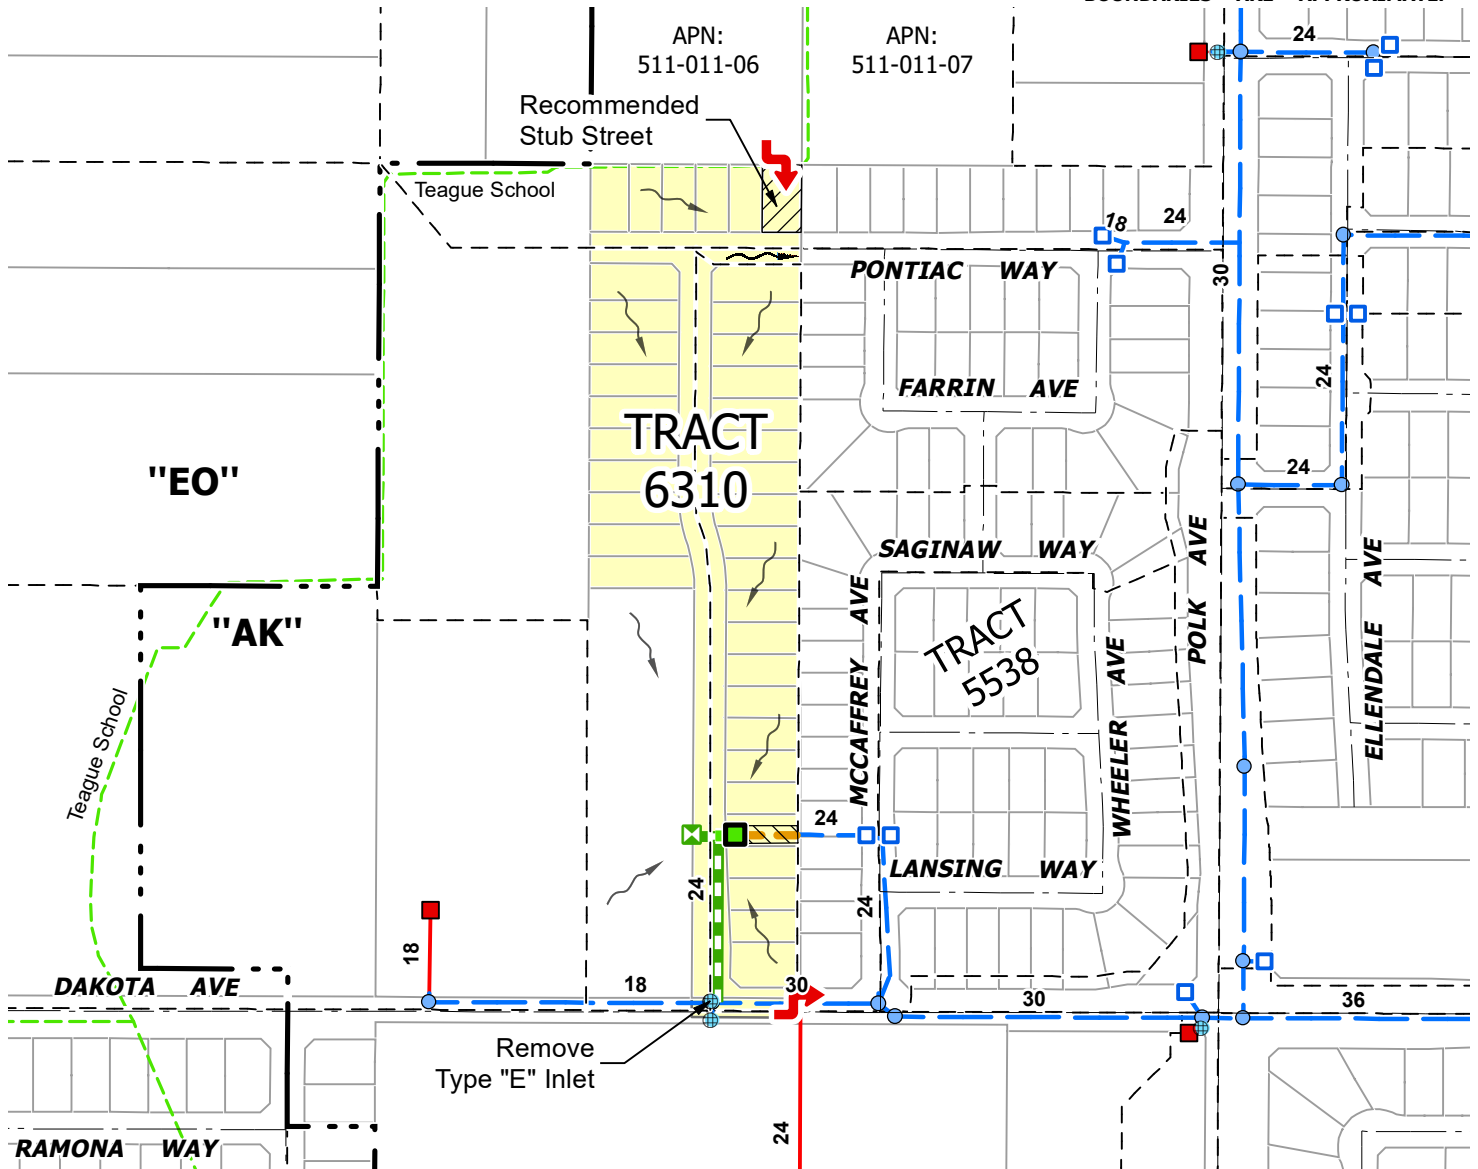 BOUNDARIES ARE APPROXIMATE.
24
APN:
511-011-06
APN:
511-011-07
Recommended
Stub Street
Teague School
18
24
PONTIAC WAY
30
FARRIN AVE
24
TRACT
6310
"EO"
24
SAGINAW WAY
POLK AVE
ELLENDALE AVE
MCCAFFREY AVE
WHEELER AVE
TRACT
5538
"AK"
Teague School
24
LANSING WAY
24
24
18
DAKOTA AVE
18
30
30
36
Remove
Type "E" Inlet
24
RAMONA WAY